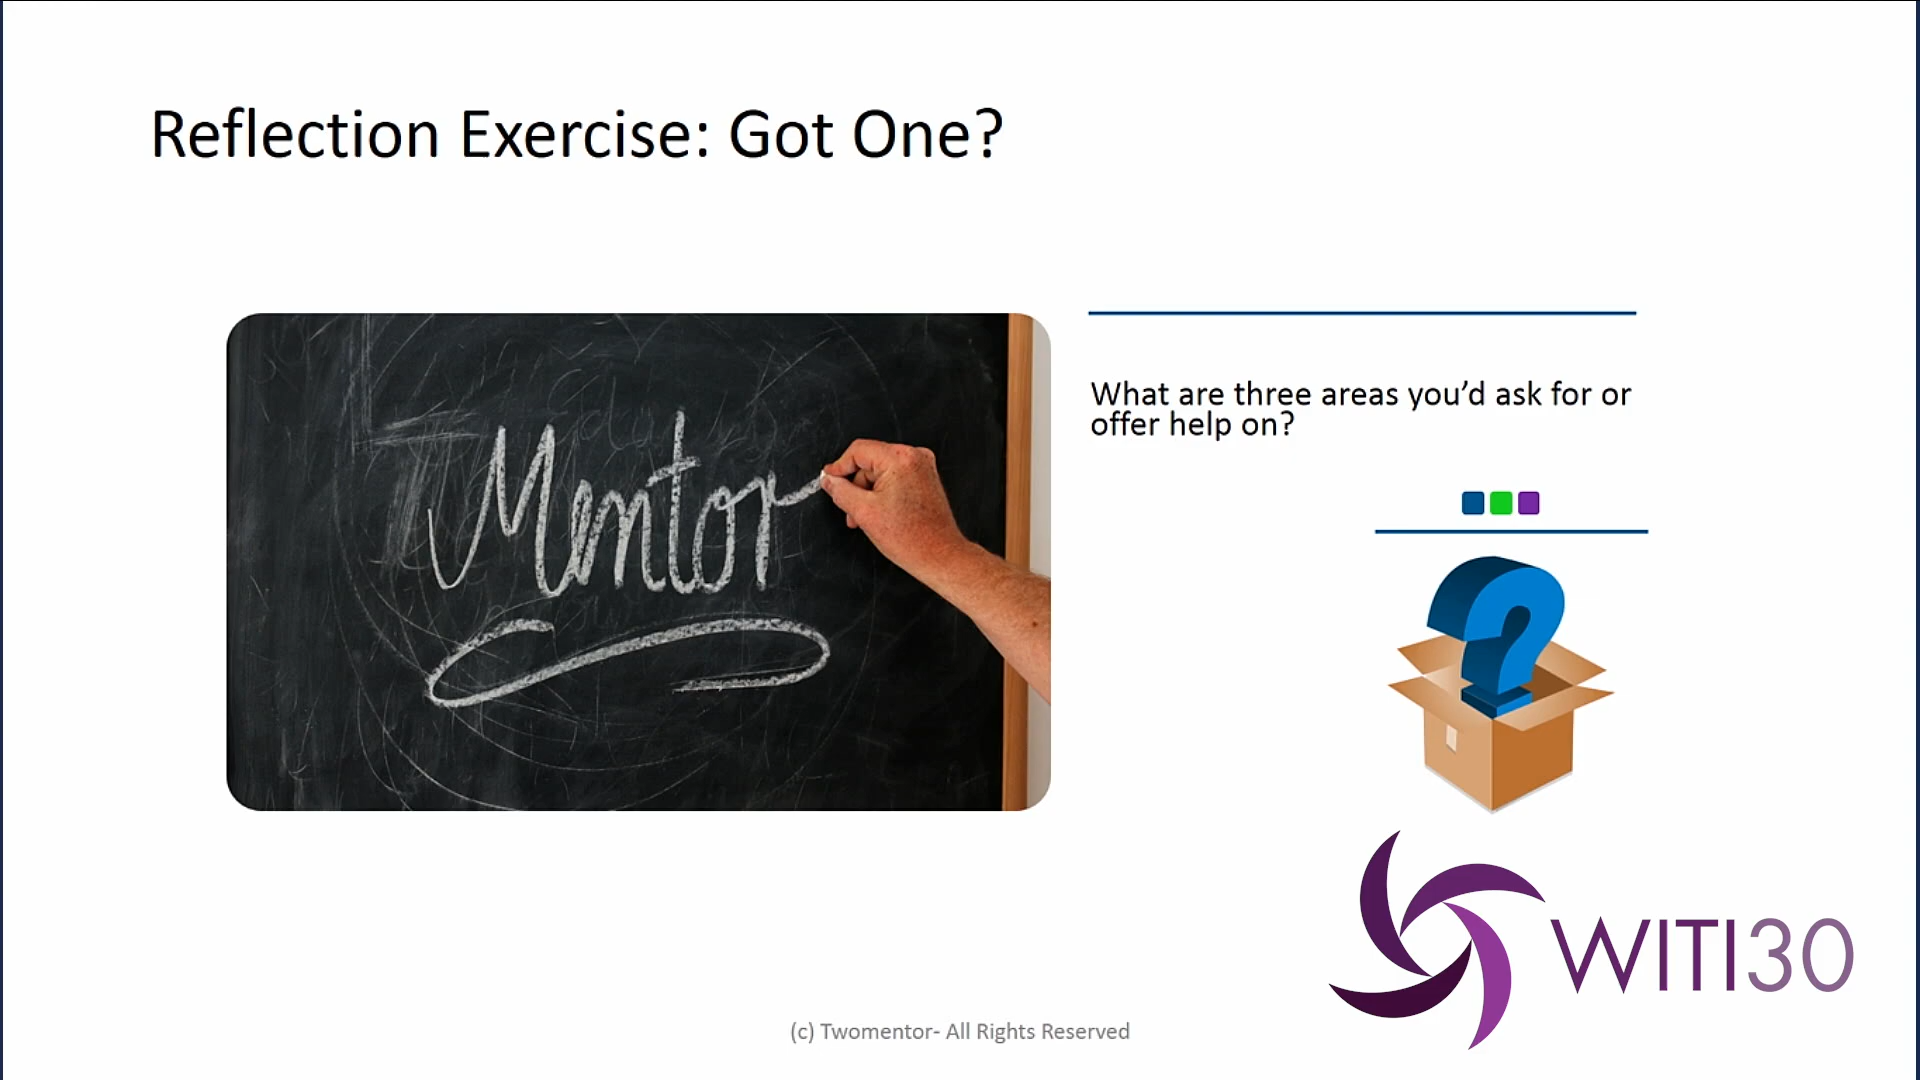 Reflection Exercise: Got One?
Mentor
What are three areas you’d ask for or
offer help on?
WITI30
(c) Twomentor- All Rights Reserved